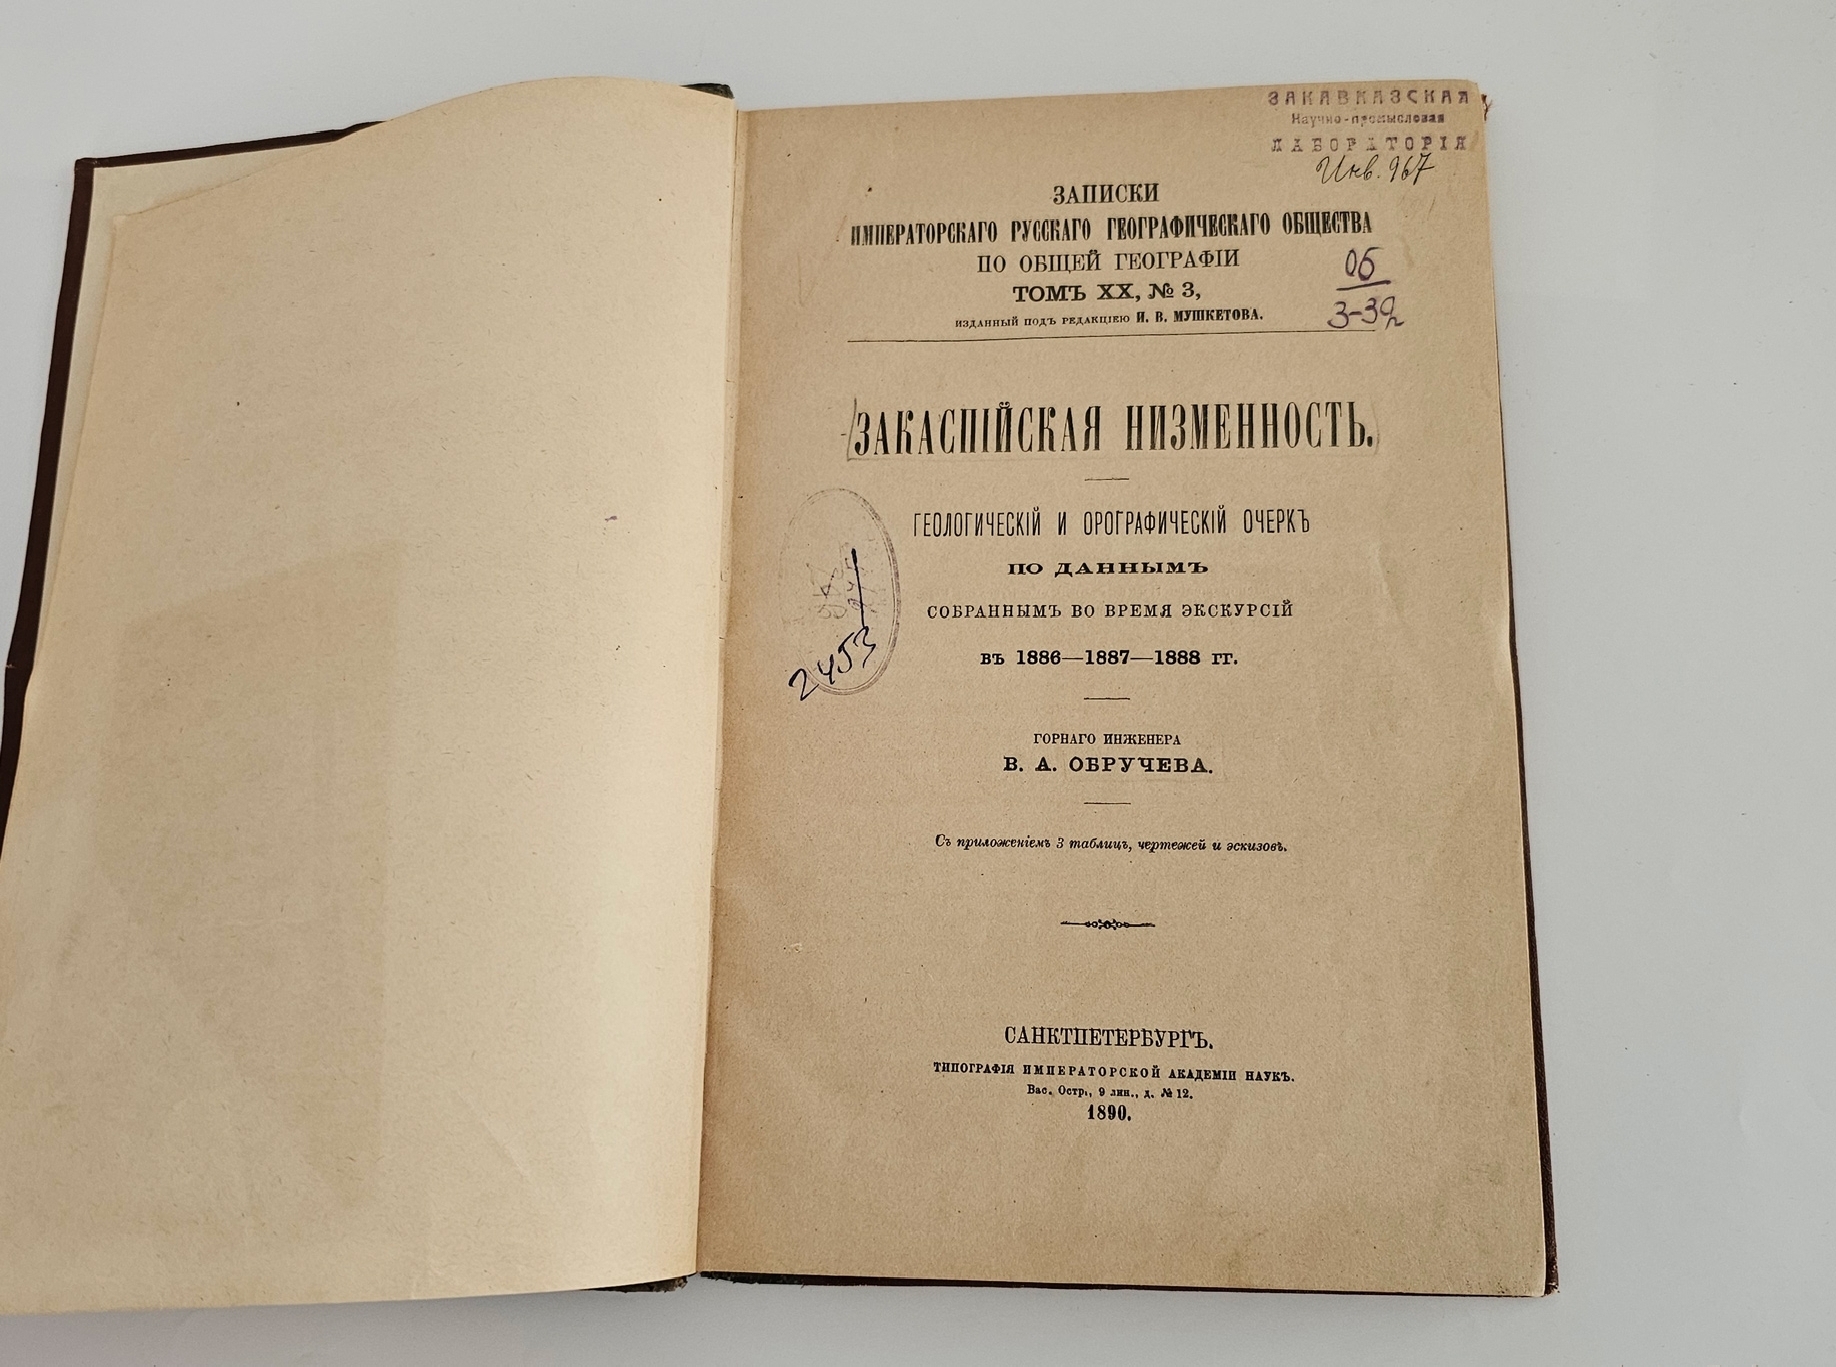 ЗАКАВКАЗСКАЯ
Научно-промысловая
ЛАБОРАТОРІЯ
Инв. 967
ЗАПИСКИ
ИМПЕРАТОРСКАГО РУССКАГО ГЕОГРАФИЧЕСКАГО ОБЩЕСТВА
ПО ОБЩЕЙ ГЕОГРАФІИ
ТОМЪ XX, № 3,
ИЗДАННЫЙ ПОДЪ РЕДАКЦІЕЮ И. В. МУШКЕТОВА.
Об
ЗАКАСПІЙСКАЯ НИЗМЕННОСТЬ.
ГЕОЛОГИЧЕСКІЙ И ОРОГРАФИЧЕСКІЙ ОЧЕРКЪ
ПО ДАННЫМЪ
СОБРАННЫМЪ ВО ВРЕМЯ ЭКСКУРСІЙ
ВЪ 1886—1887—1888 ГГ.
2453
ГОРНАГО ИНЖЕНЕРА
В. А. ОБРУЧЕВА.
Съ приложеніемъ 3 таблицъ, чертежей и эскизовъ.
САНКТПЕТЕРБУРГЪ.
ТИПОГРАФІЯ ИМПЕРАТОРСКОЙ АКАДЕМІИ НАУКЪ.
Вас. Остр., 9 лин., д. № 12.
1890.